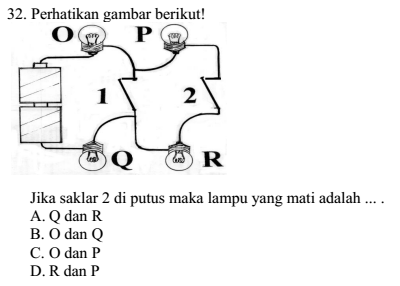 32. Perhatikan gambar berikut!
O P
1 2
Q R
Jika saklar 2 di putus maka lampu yang mati adalah ... .
A. Q dan R
B. O dan Q
C. O dan P
D. R dan P